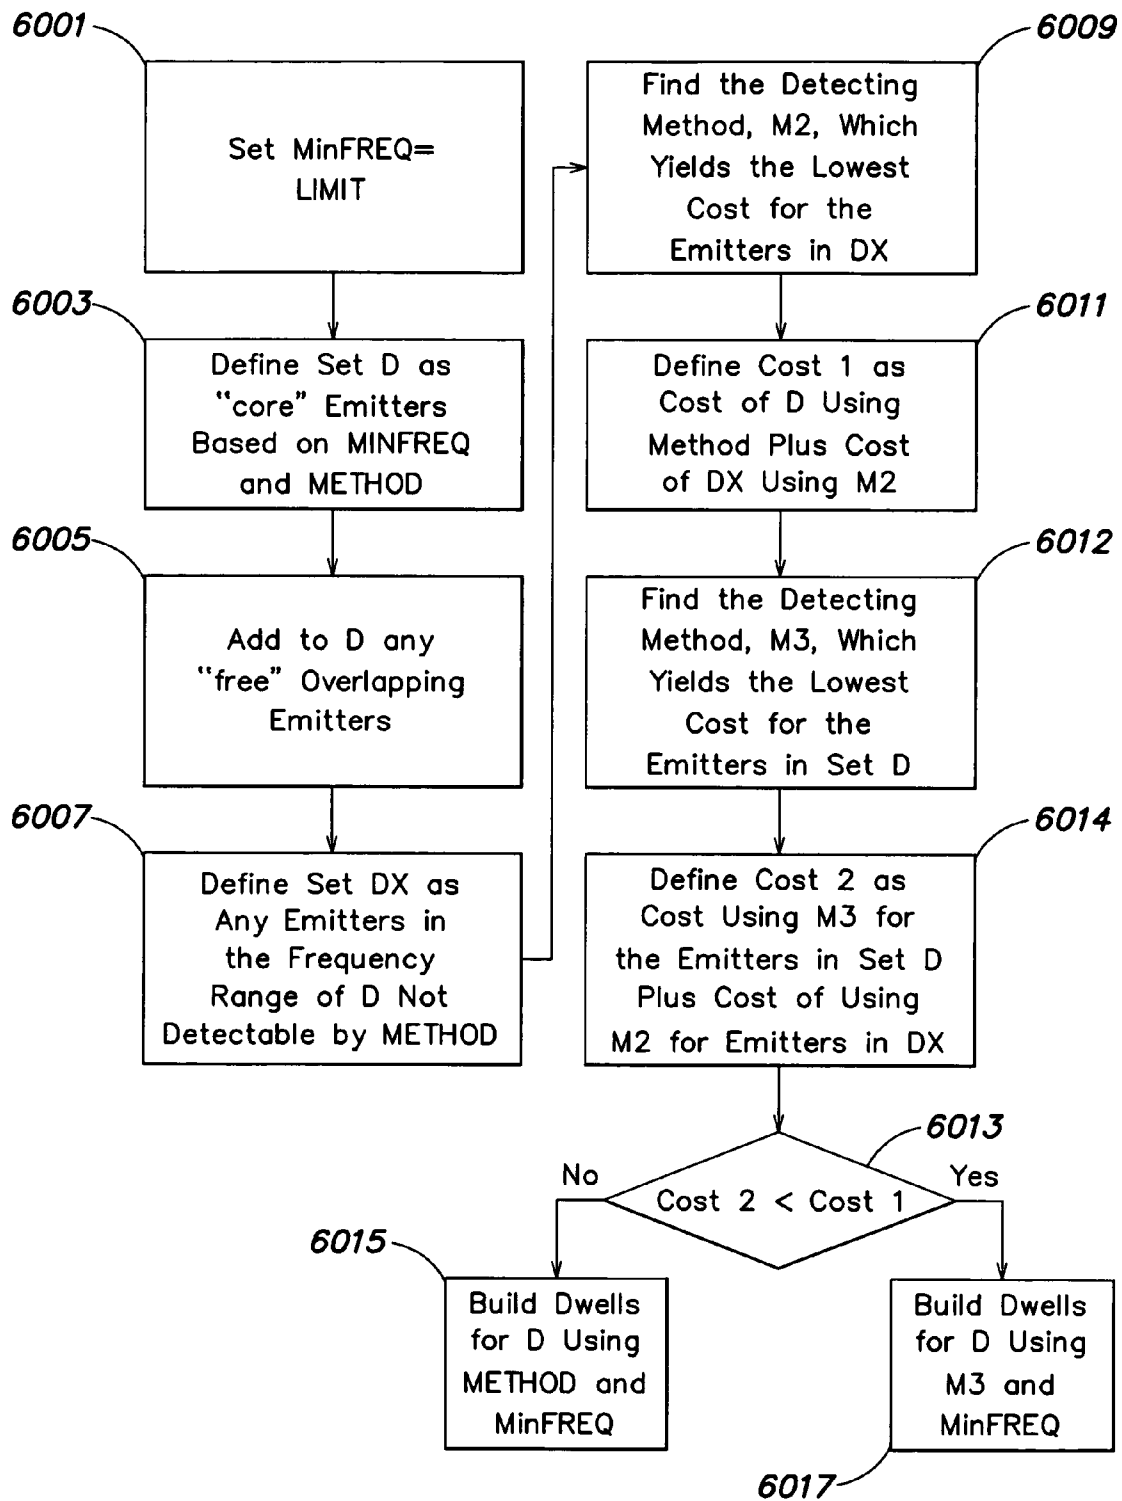 6001
Set MinFREQ=
LIMIT
6003
Define Set D as
“core” Emitters
Based on MINFREQ
and METHOD
6005
Add to D any
“free” Overlapping
Emitters
6007
Define Set DX as
Any Emitters in
the Frequency
Range of D Not
Detectable by METHOD
6009
Find the Detecting
Method, M2, Which
Yields the Lowest
Cost for the
Emitters in DX
6011
Define Cost 1 as
Cost of D Using
Method Plus Cost
of DX Using M2
6012
Find the Detecting
Method, M3, Which
Yields the Lowest
Cost for the
Emitters in Set D
6014
Define Cost 2 as
Cost Using M3 for
the Emitters in Set D
Plus Cost of Using
M2 for Emitters in DX
6013
Cost 2 < Cost 1
No
Yes
6015
Build Dwells
for D Using
METHOD and
MinFREQ
Build Dwells
for D Using
M3 and
MinFREQ
6017